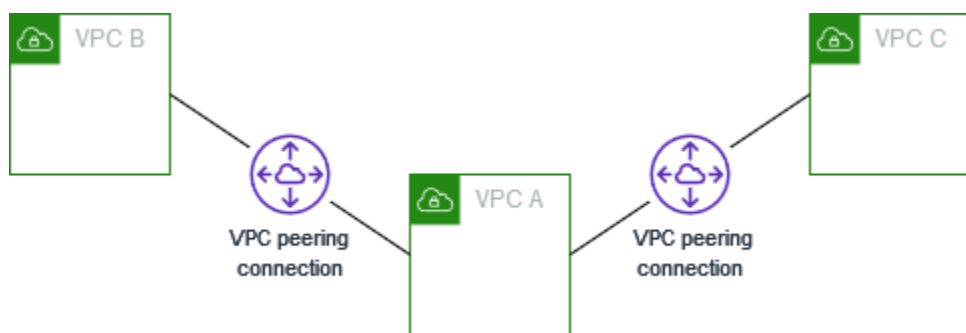 VPC B
VPC C
VPC A
VPC peering
connection
VPC peering
connection